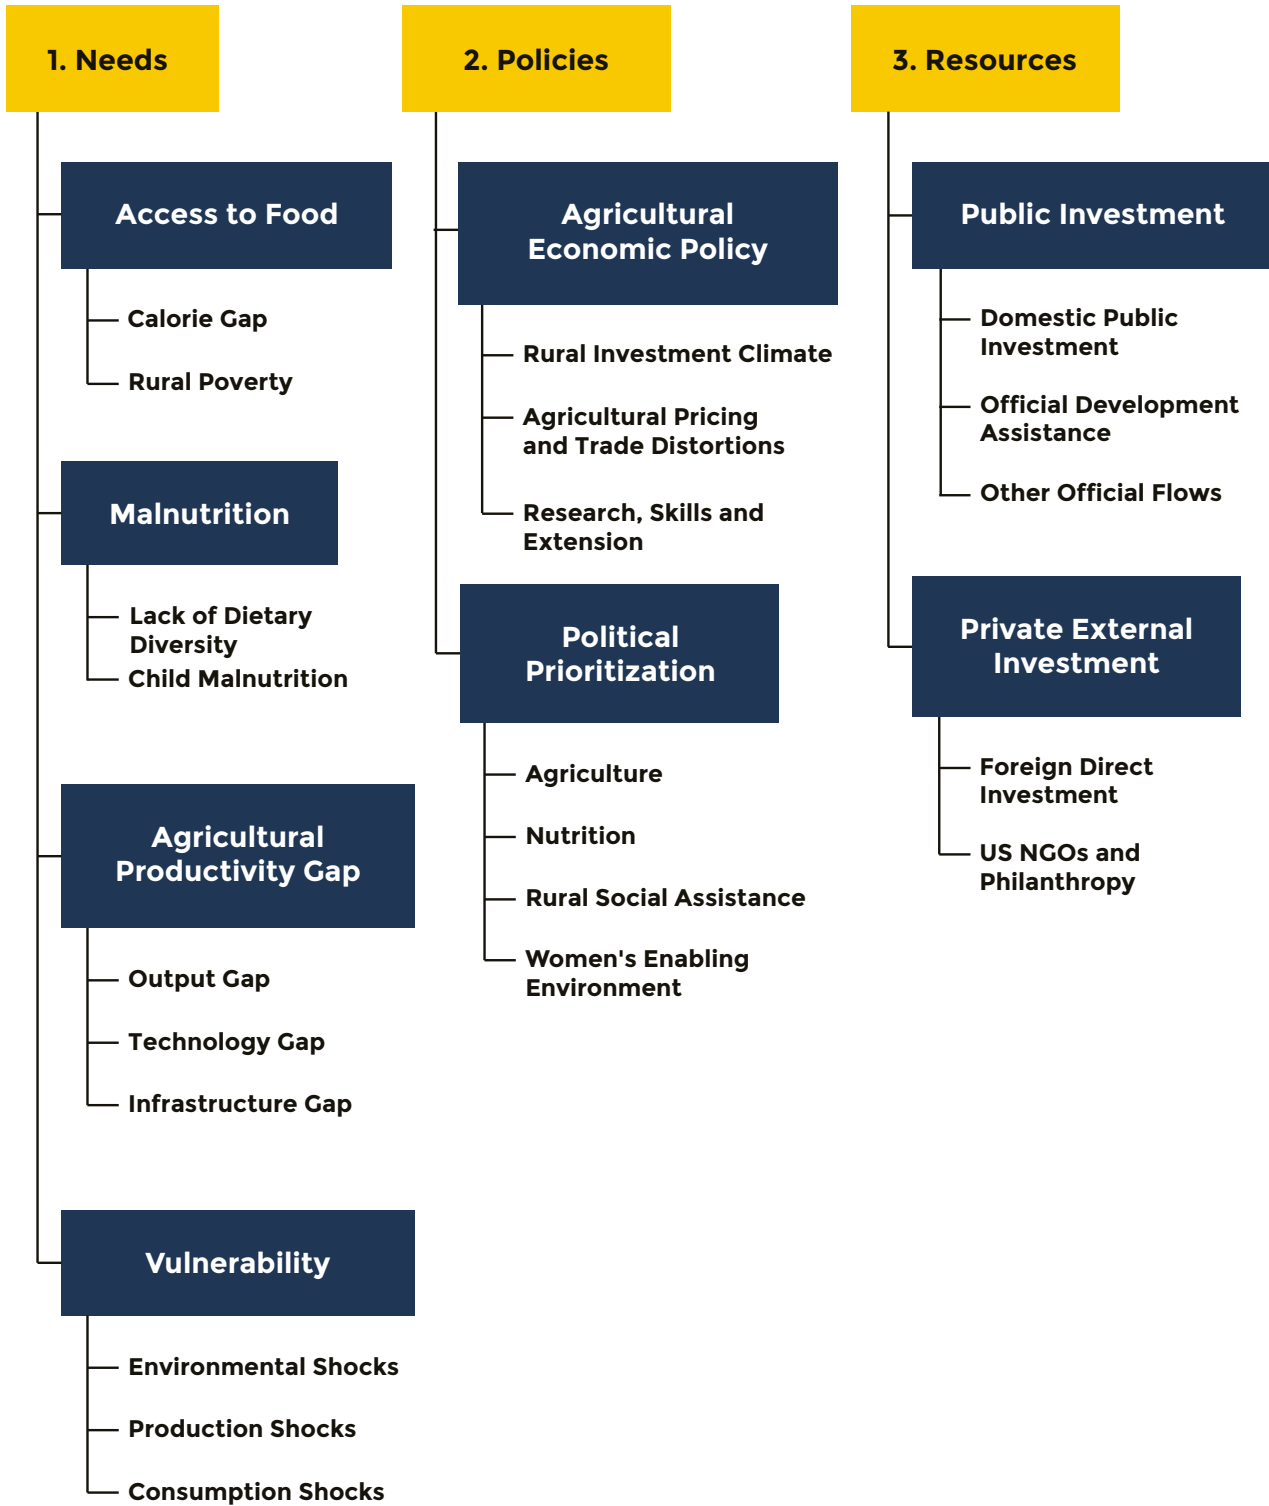 1. Needs
Access to Food
Calorie Gap
Rural Poverty
Malnutrition
Lack of Dietary
Diversity
Child Malnutrition
Agricultural
Productivity Gap
Output Gap
Technology Gap
Infrastructure Gap
Vulnerability
Environmental Shocks
Production Shocks
Consumption Shocks
2. Policies
Agricultural
Economic Policy
Rural Investment Climate
Agricultural Pricing
and Trade Distortions
Research, Skills and
Extension
Political
Prioritization
Agriculture
Nutrition
Rural Social Assistance
Women's Enabling
Environment
3. Resources
Public Investment
Domestic Public
Investment
Official Development
Assistance
Other Official Flows
Private External
Investment
Foreign Direct
Investment
US NGOs and
Philanthropy